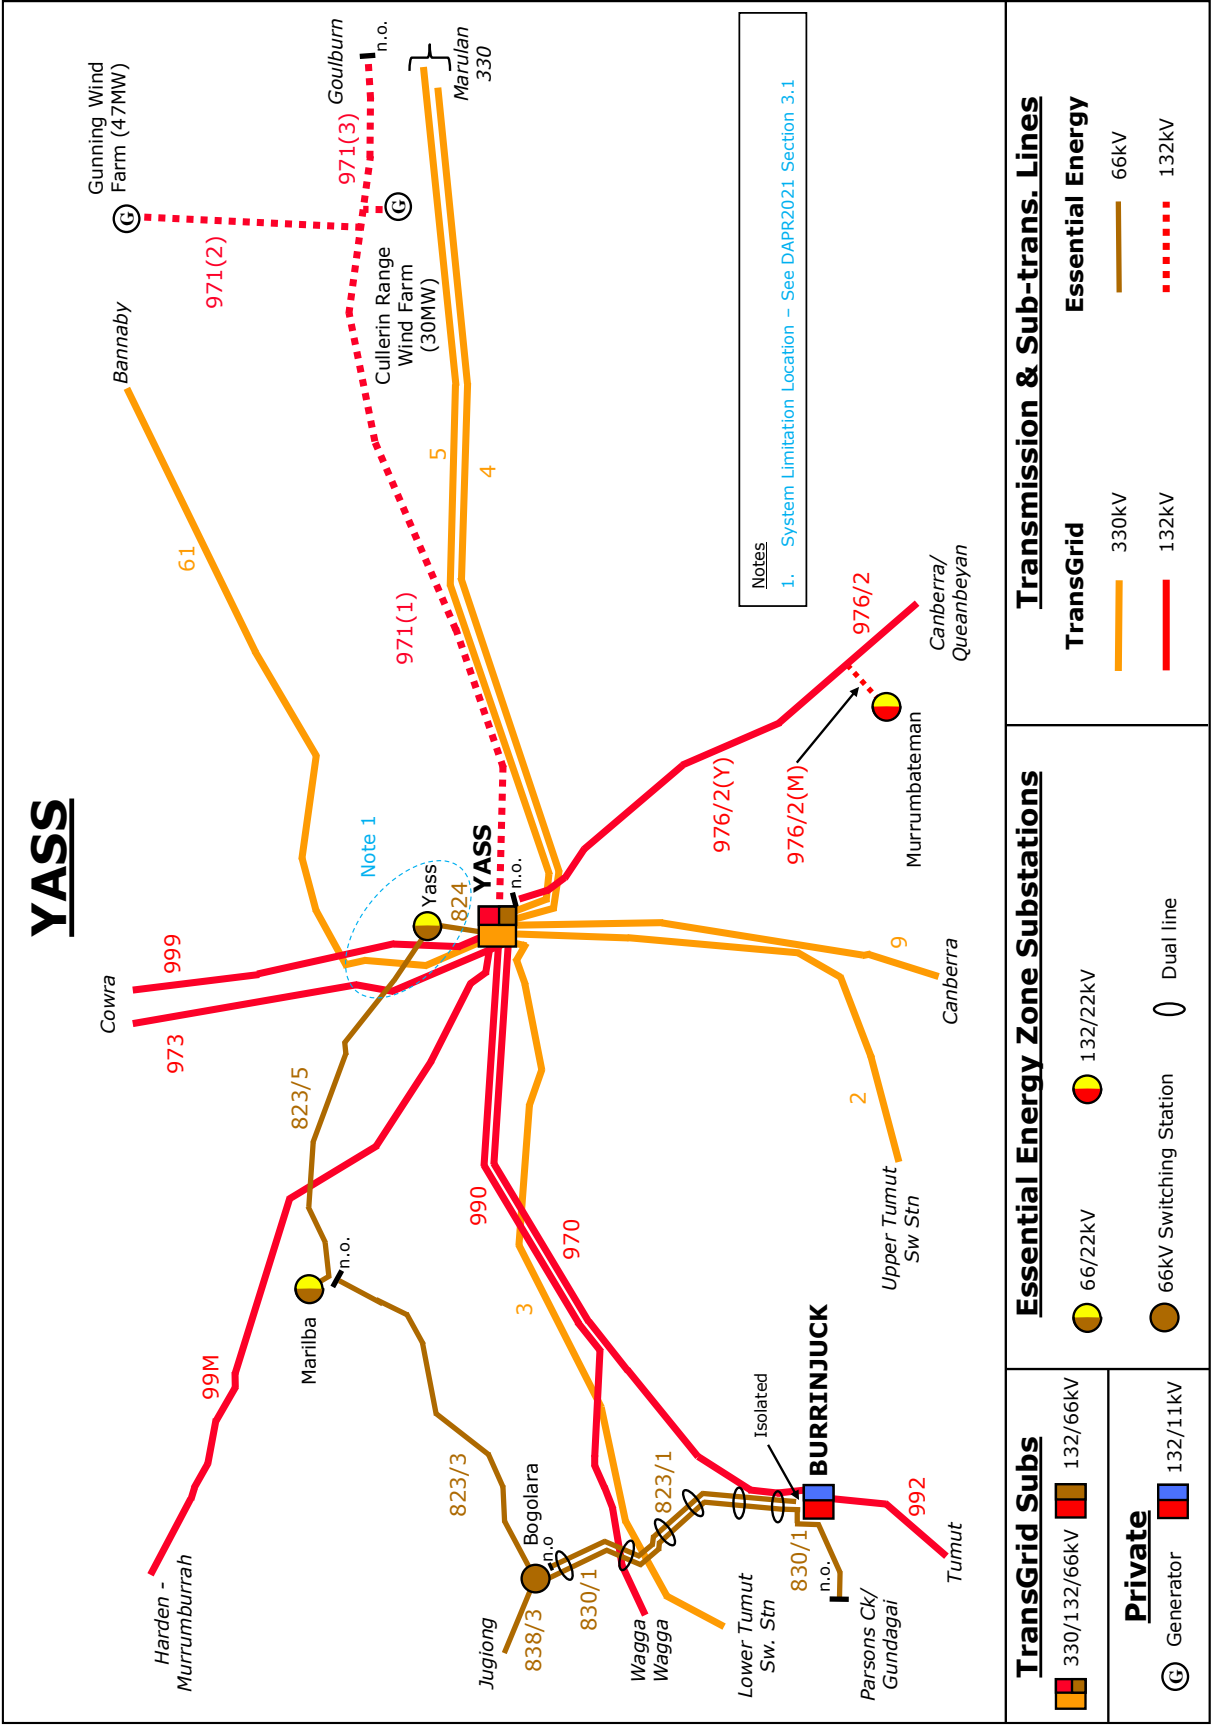 YASS
Harden -
Murrumburrah
99M
Cowra
973
999
Bannaby
61
Gunning Wind
Farm (47MW)
G
971(2)
Goulburn
n.o.
971(3)
G
Cullerin Range
Wind Farm
(30MW)
Marulan
330
5
4
971(1)
Note 1
Yass
824
YASS
n.o.
823/5
Marilba
n.o.
823/3
Bogolara
n.o
Jugiong
838/3
830/1
990
970
3
Wagga
Wagga
823/1
Lower Tumut
Sw. Stn
Isolated
BURRINJUCK
830/1
n.o.
Parsons Ck/
Gundagai
992
Tumut
2
Upper Tumut
Sw Stn
9
Canberra
976/2(Y)
976/2(M)
Murrumbateman
976/2
Canberra/
Queanbeyan
Notes
1. System Limitation Location – See DAPR2021 Section 3.1
TransGrid Subs
330/132/66kV
132/66kV
Private
G
Generator
132/11kV
Essential Energy Zone Substations
66/22kV
132/22kV
66kV Switching Station
Dual line
Transmission & Sub-trans. Lines
TransGrid
Essential Energy
330kV
66kV
132kV
132kV